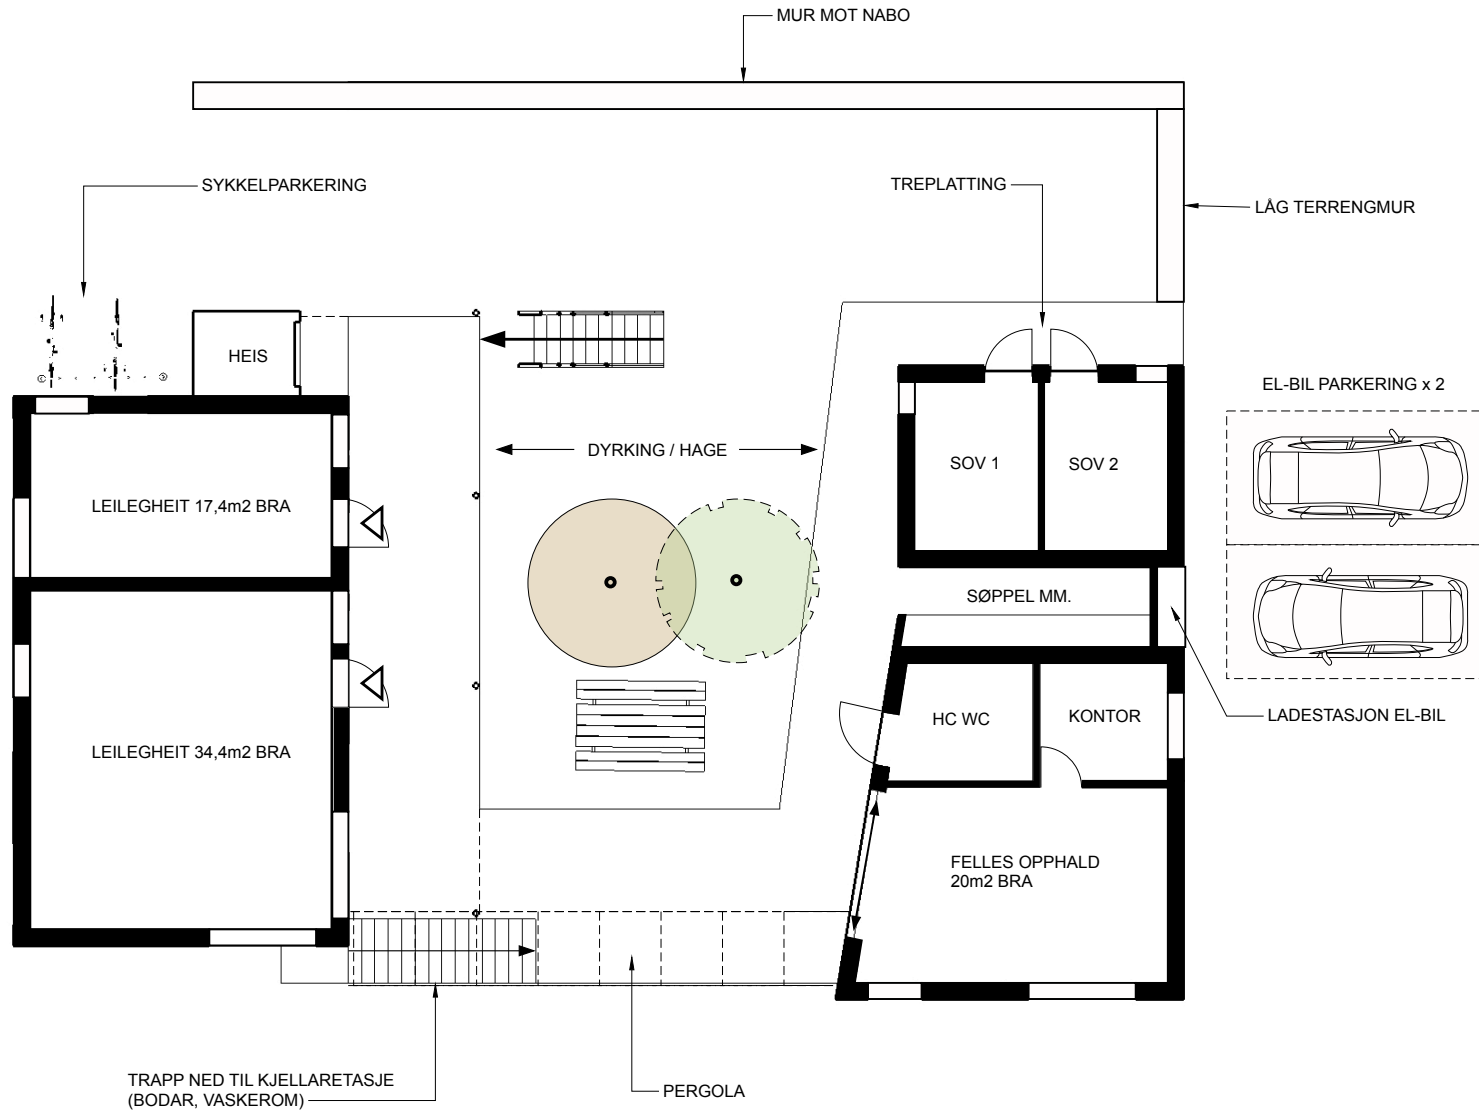 MUR MOT NABO
SYKKELPARKERING
TREPLATTING
LÅG TERRENGMUR
HEIS
EL-BIL PARKERING x 2
DYRKING / HAGE
SOV 1
SOV 2
LEILEGHEIT 17,4m2 BRA
SØPPEL MM.
HC WC
KONTOR
LADESTASJON EL-BIL
LEILEGHEIT 34,4m2 BRA
FELLES OPPHALD
20m2 BRA
TRAPP NED TIL KJELLARETASJE
(BODAR, VASKEROM)
PERGOLA